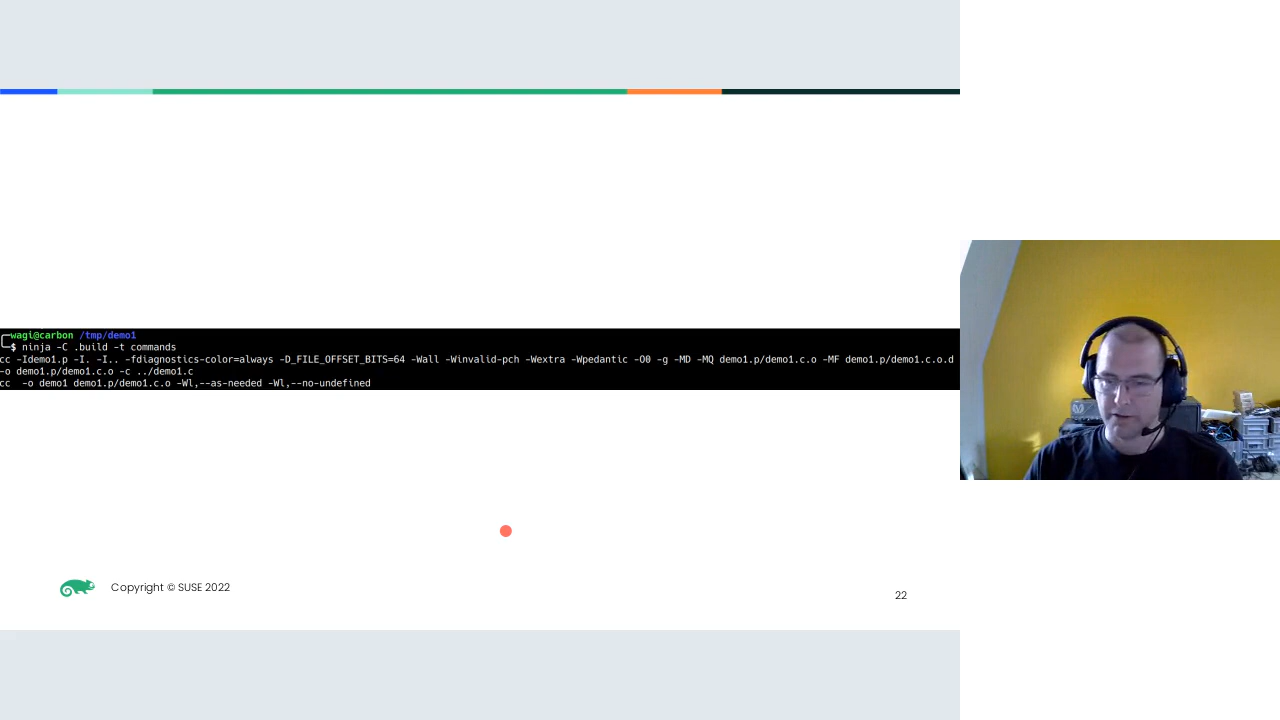 wagi@carbon /tmp/demo1
$ ninja -C .build -t commands
cc -Idemo1.p -I. -I.. -fdiagnostics-color=always -D_FILE_OFFSET_BITS=64 -Wall -Winvalid-pch -Wextra -Wpedantic -O0 -g -MD -MQ demo1.p/demo1.c.o -MF demo1.p/demo1.c.o.d
-o demo1.p/demo1.c.o -c ../demo1.c
cc  -o demo1 demo1.p/demo1.c.o -Wl,--as-needed -Wl,--no-undefined
Copyright © SUSE 2022
22